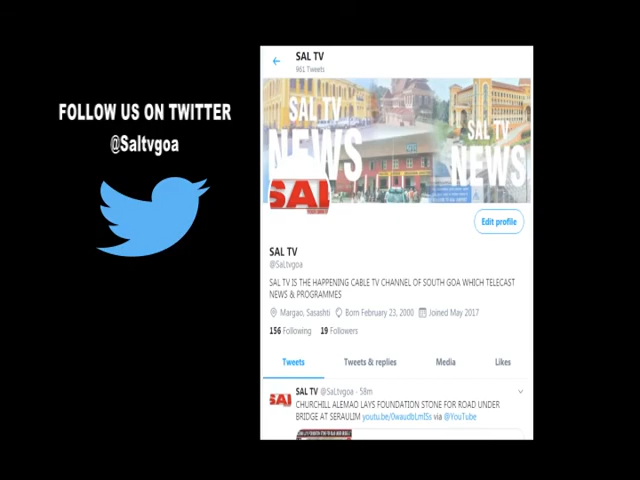 FOLLOW US ON TWITTER
@Saltvgoa
SAL TV
961 Tweets
SAL TV
NEWS
SAL TV
NEWS
SAL
Edit profile
SAL TV
@SaLtvgoa
SAL TV IS THE HAPPENING CABLE TV CHANNEL OF SOUTH GOA WHICH TELECAST
NEWS & PROGRAMMES
Margao, Sasashti Born February 23, 2000 Joined May 2017
156 Following 19 Followers
Tweets Tweets & replies Media Likes
SAL
SAL TV @SaLtvgoa · 58m
CHURCHILL ALEMAO LAYS FOUNDATION STONE FOR ROAD UNDER
BRIDGE AT SERAULIM youtu.be/0waudbLmISs via @YouTube